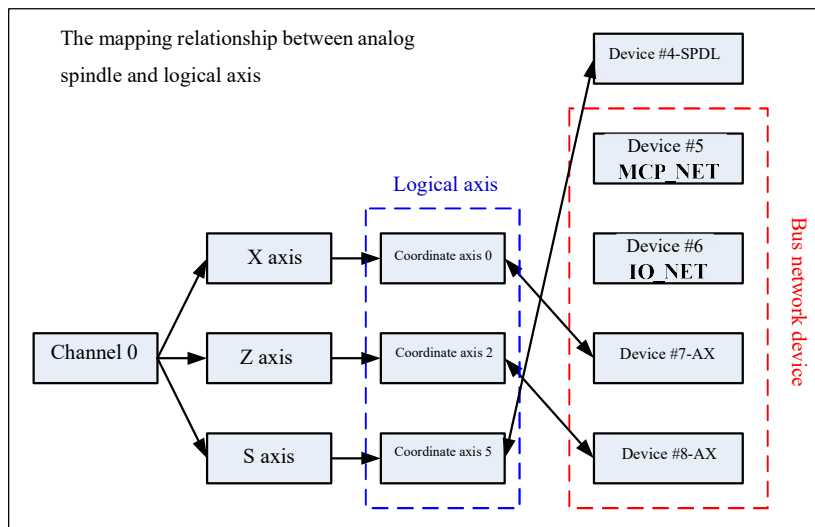 The mapping relationship between analog
spindle and logical axis
Device #4-SPDL
Device #5
MCP_NET
Logical axis
X axis
Coordinate axis 0
Device #6
IO_NET
Bus network device
Channel 0
Z axis
Coordinate axis 2
Device #7-AX
S axis
Coordinate axis 5
Device #8-AX